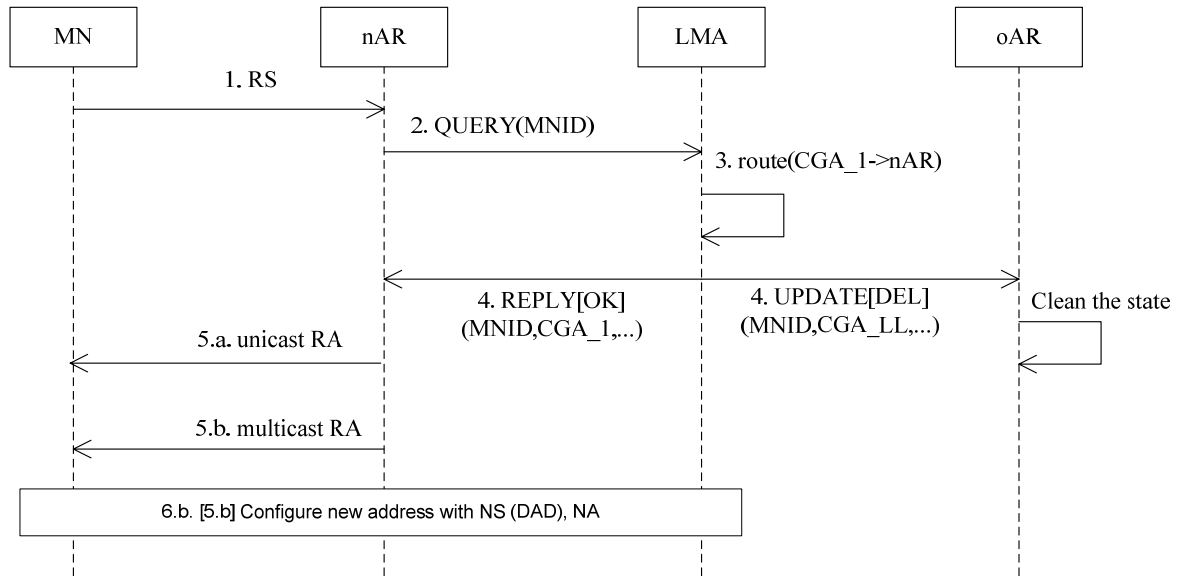 MN
nAR
LMA
oAR
1. RS
2. QUERY(MNID)
3. route(CGA_1->nAR)
4. REPLY[OK]
(MNID,CGA_1,...)
4. UPDATE[DEL]
(MNID,CGA_LL,...)
Clean the state
5.a. unicast RA
5.b. multicast RA
6.b. [5.b] Configure new address with NS (DAD), NA